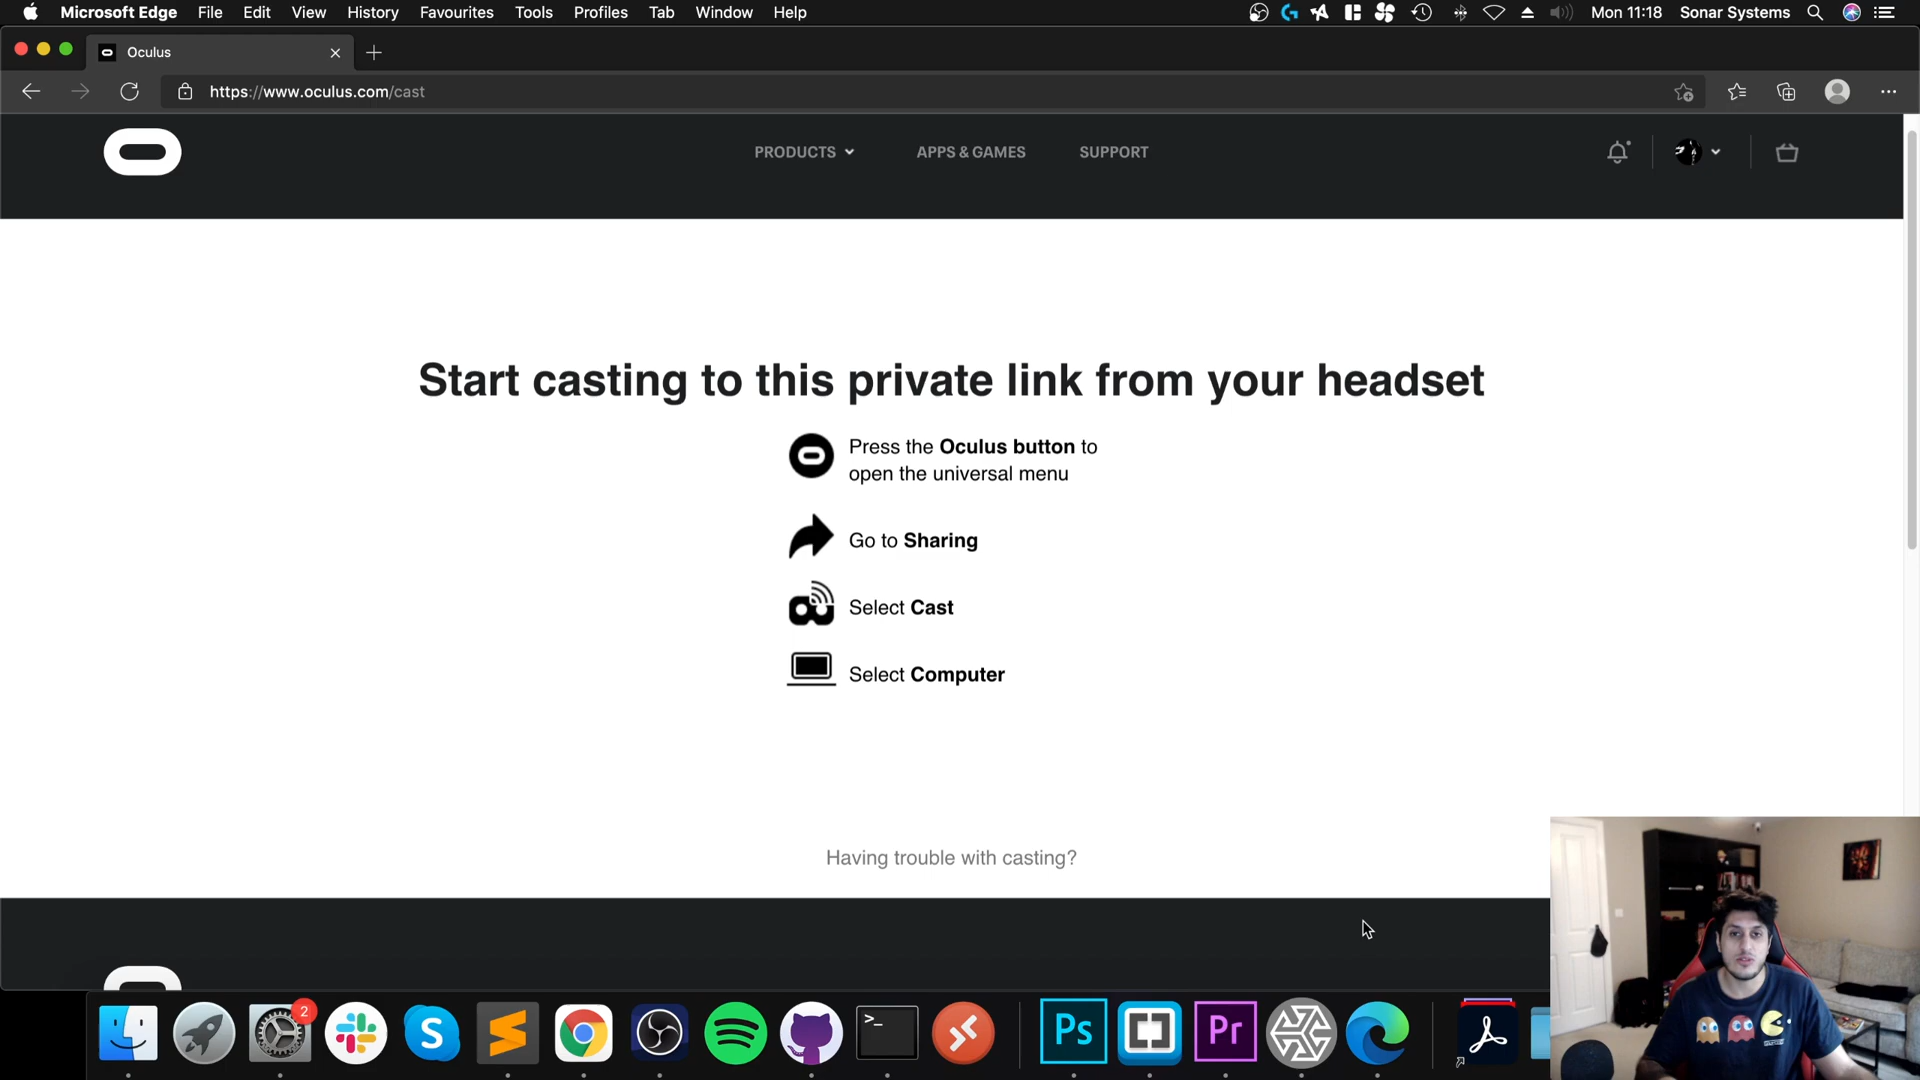 Microsoft Edge File Edit View History Favourites Tools Profiles Tab Window Help Mon 11:18 Sonar Systems
Oculus
https://www.oculus.com/cast
PRODUCTS APPS & GAMES SUPPORT
Start casting to this private link from your headset
Press the Oculus button to
open the universal menu
Go to Sharing
Select Cast
Select Computer
Having trouble with casting?
2
S
>_
Ps
Pr